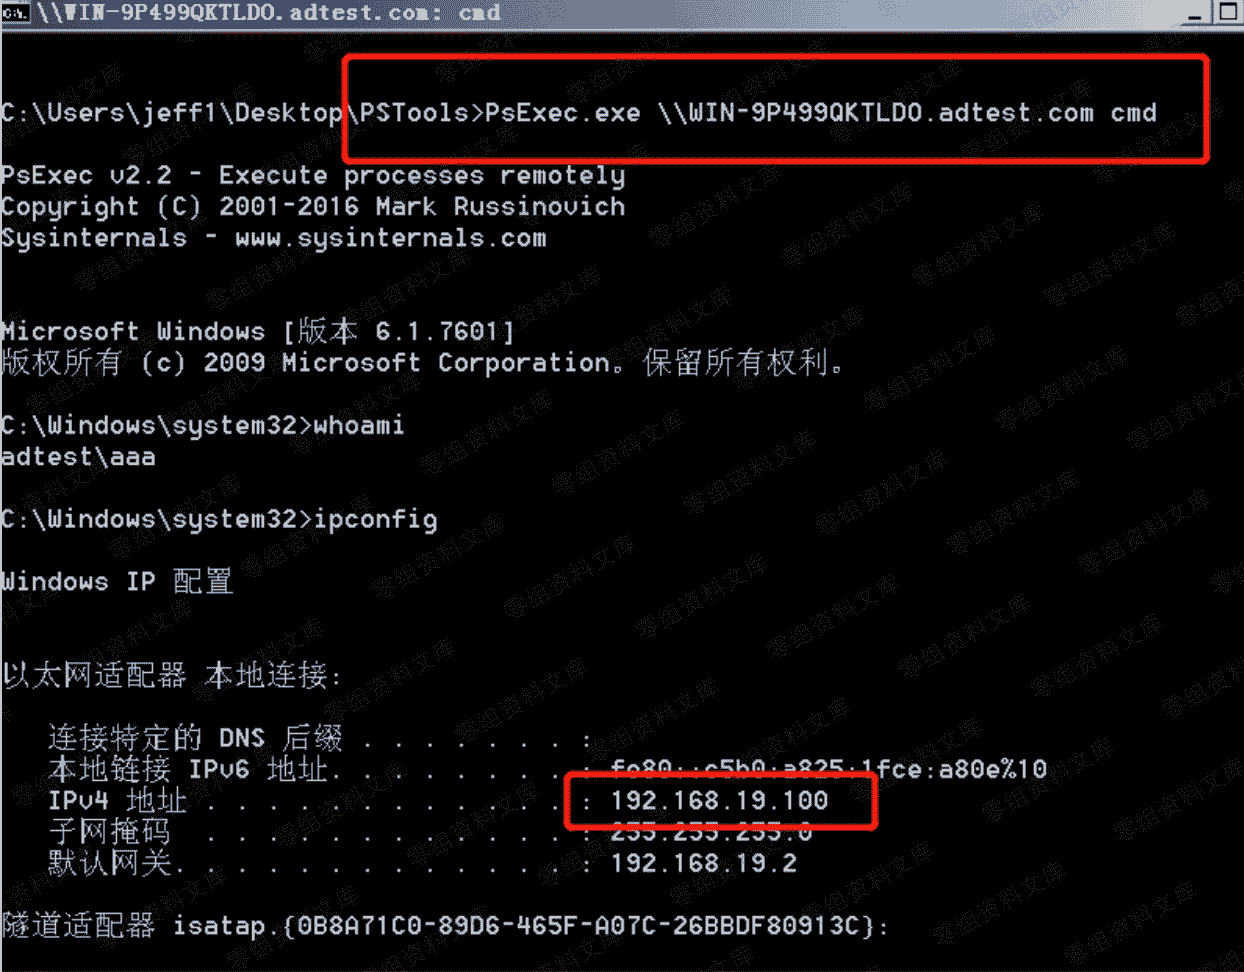 \\WIN-9P499QKTLDO.adtest.com: cmd
C:\Users\jeff1\Desktop\PSTools>PsExec.exe \\WIN-9P499QKTLDO.adtest.com cmd
PsExec v2.2 - Execute processes remotely
Copyright (C) 2001-2016 Mark Russinovich
Sysinternals - www.sysinternals.com
Microsoft Windows [版本 6.1.7601]
版权所有 (c) 2009 Microsoft Corporation。保留所有权利。
C:\Windows\system32>whoami
adtest\aaa
C:\Windows\system32>ipconfig
Windows IP 配置
以太网适配器 本地连接:
连接特定的 DNS 后缀 . . . . . . . :
本地链接 IPv6 地址. . . . . . . . : fe80::c5b0:a825:1fce:a80e%10
IPv4 地址 . . . . . . . . . . . . : 192.168.19.100
子网掩码 . . . . . . . . . . . . : 255.255.255.0
默认网关. . . . . . . . . . . . . : 192.168.19.2
隧道适配器 isatap.{0B8A71C0-89D6-465F-A07C-26BBDF80913C}:
零组资料文库